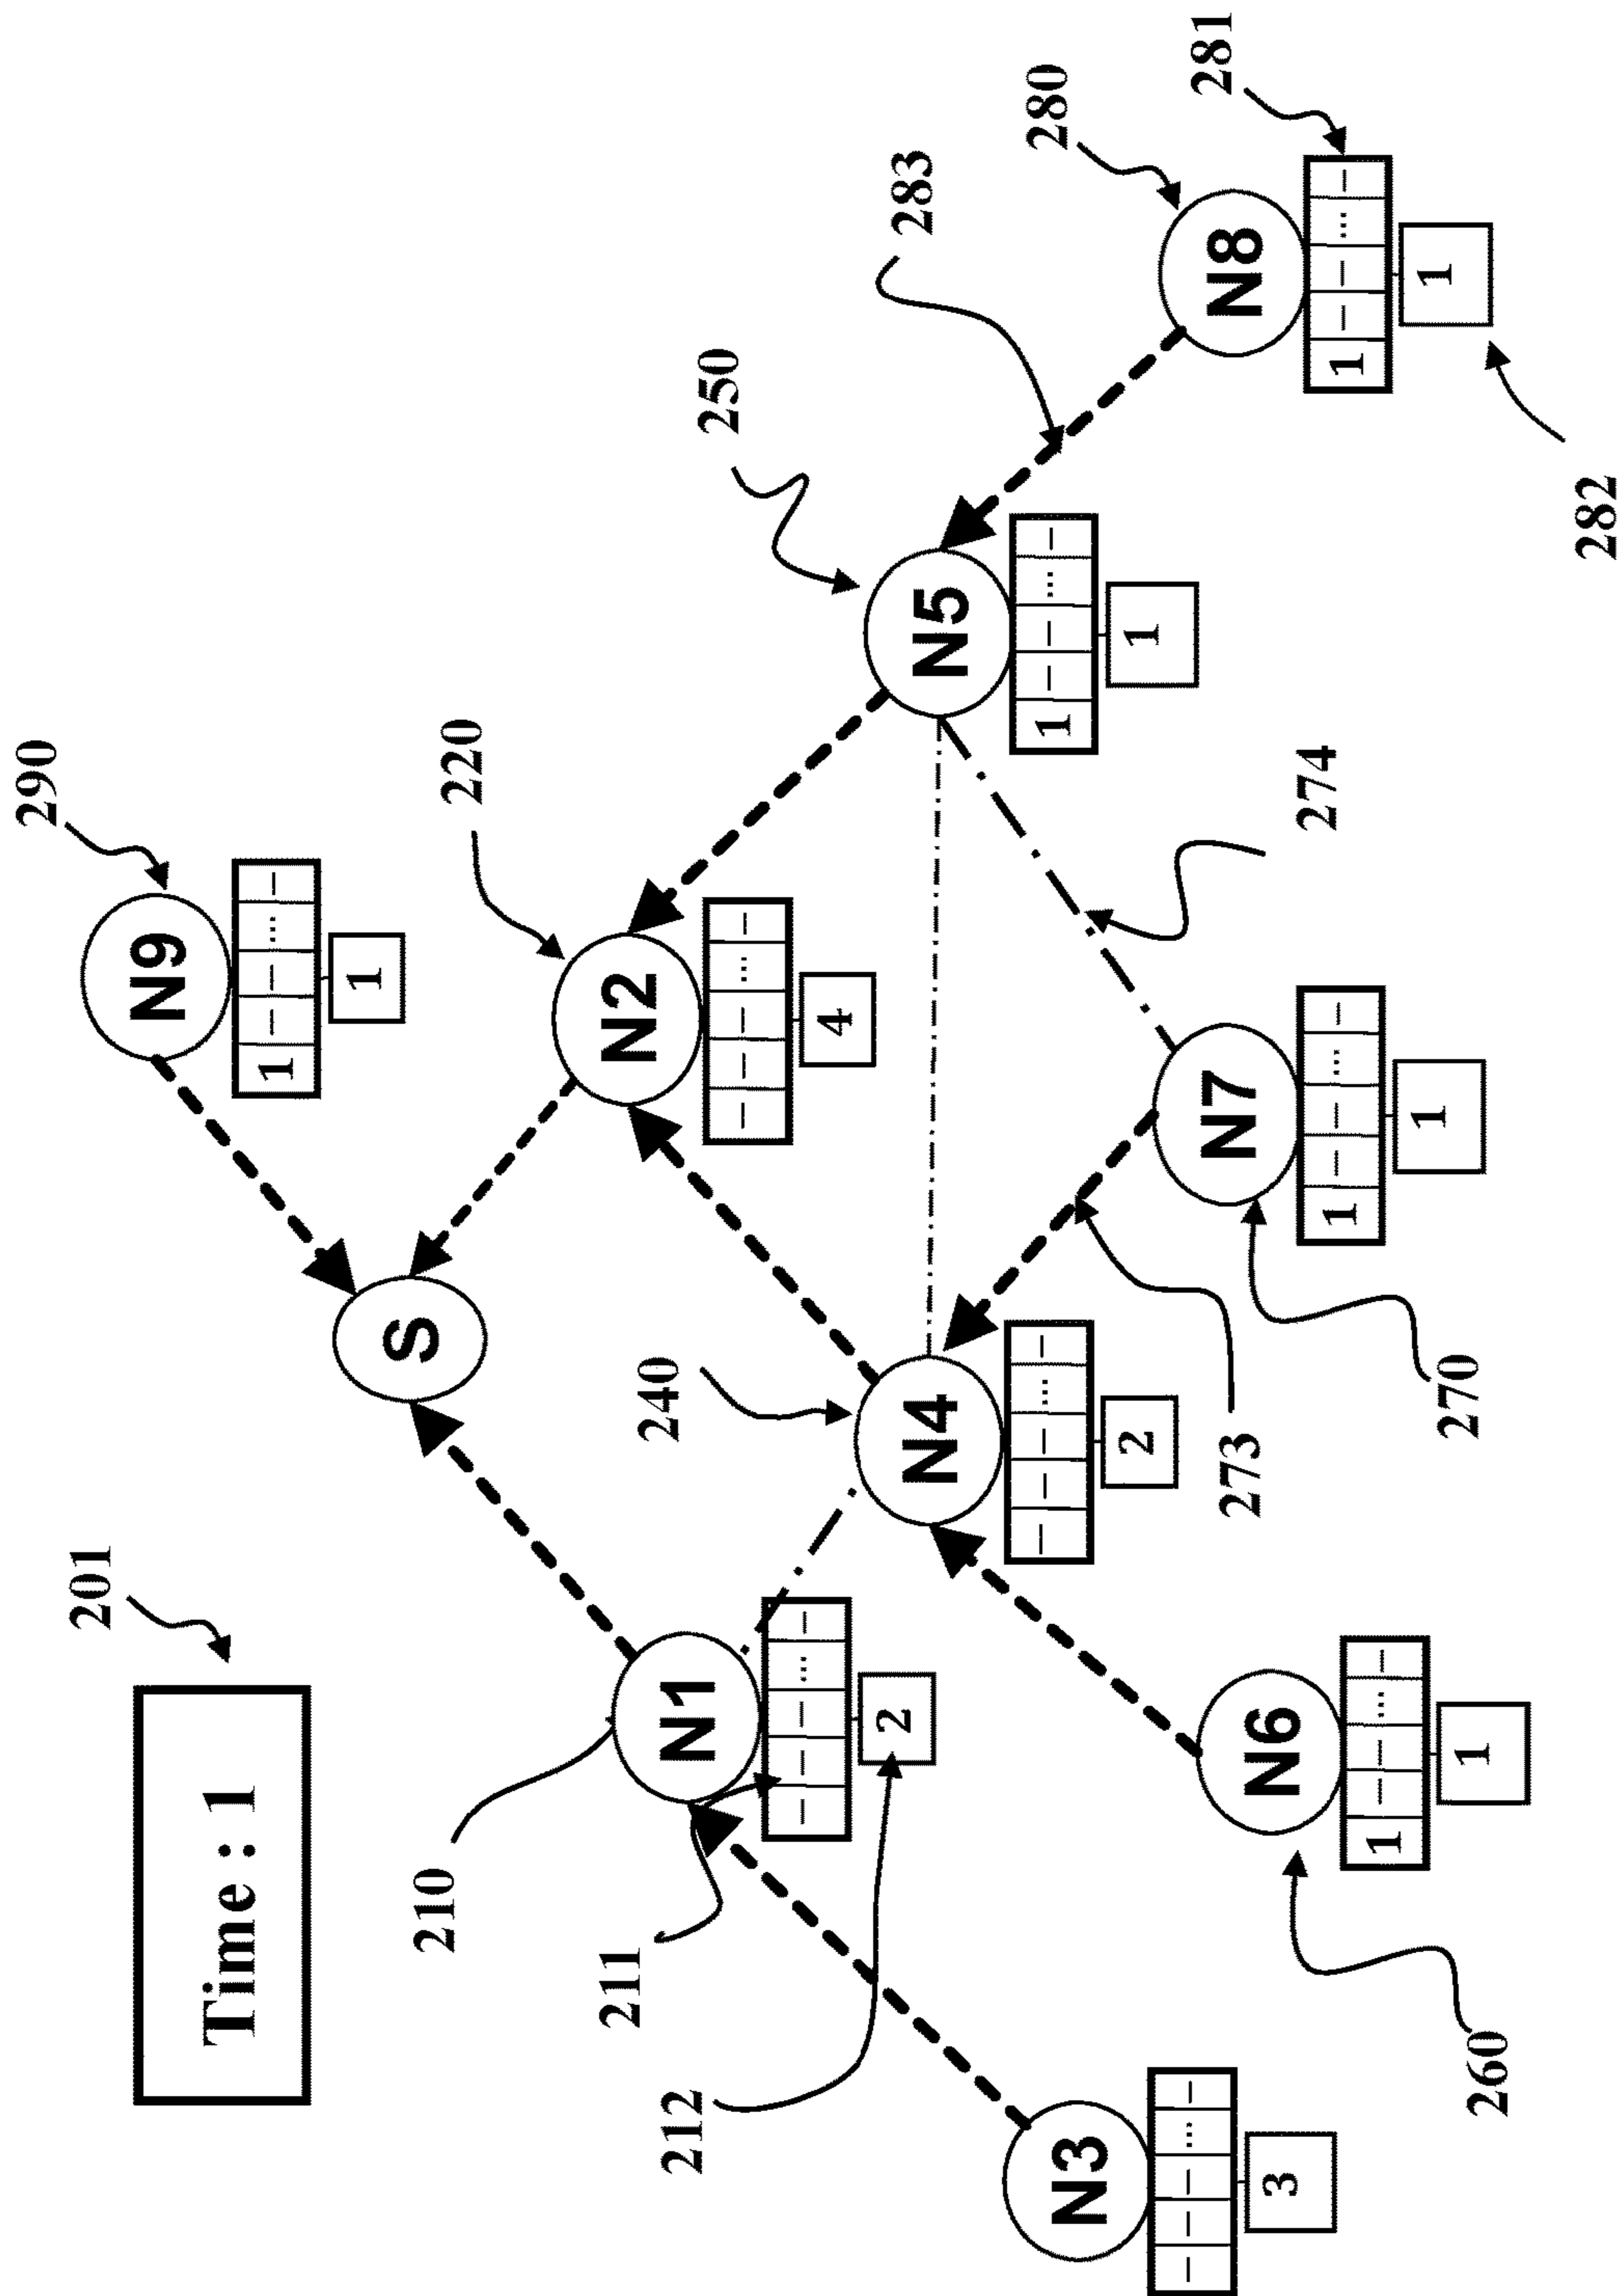 290
201
Time : 1
N9
1 – – ... –
1
S
210
220
211
N2
– – – ... –
4
240
212
N1
– – – ... –
2
250
283
N4
– – – ... –
2
N5
1 – – ... –
1
280
281
N3
– – – ... –
3
273
N7
1 – – ... –
1
274
N8
1 – – ... –
1
N6
1 – – ... –
1
270
260
282